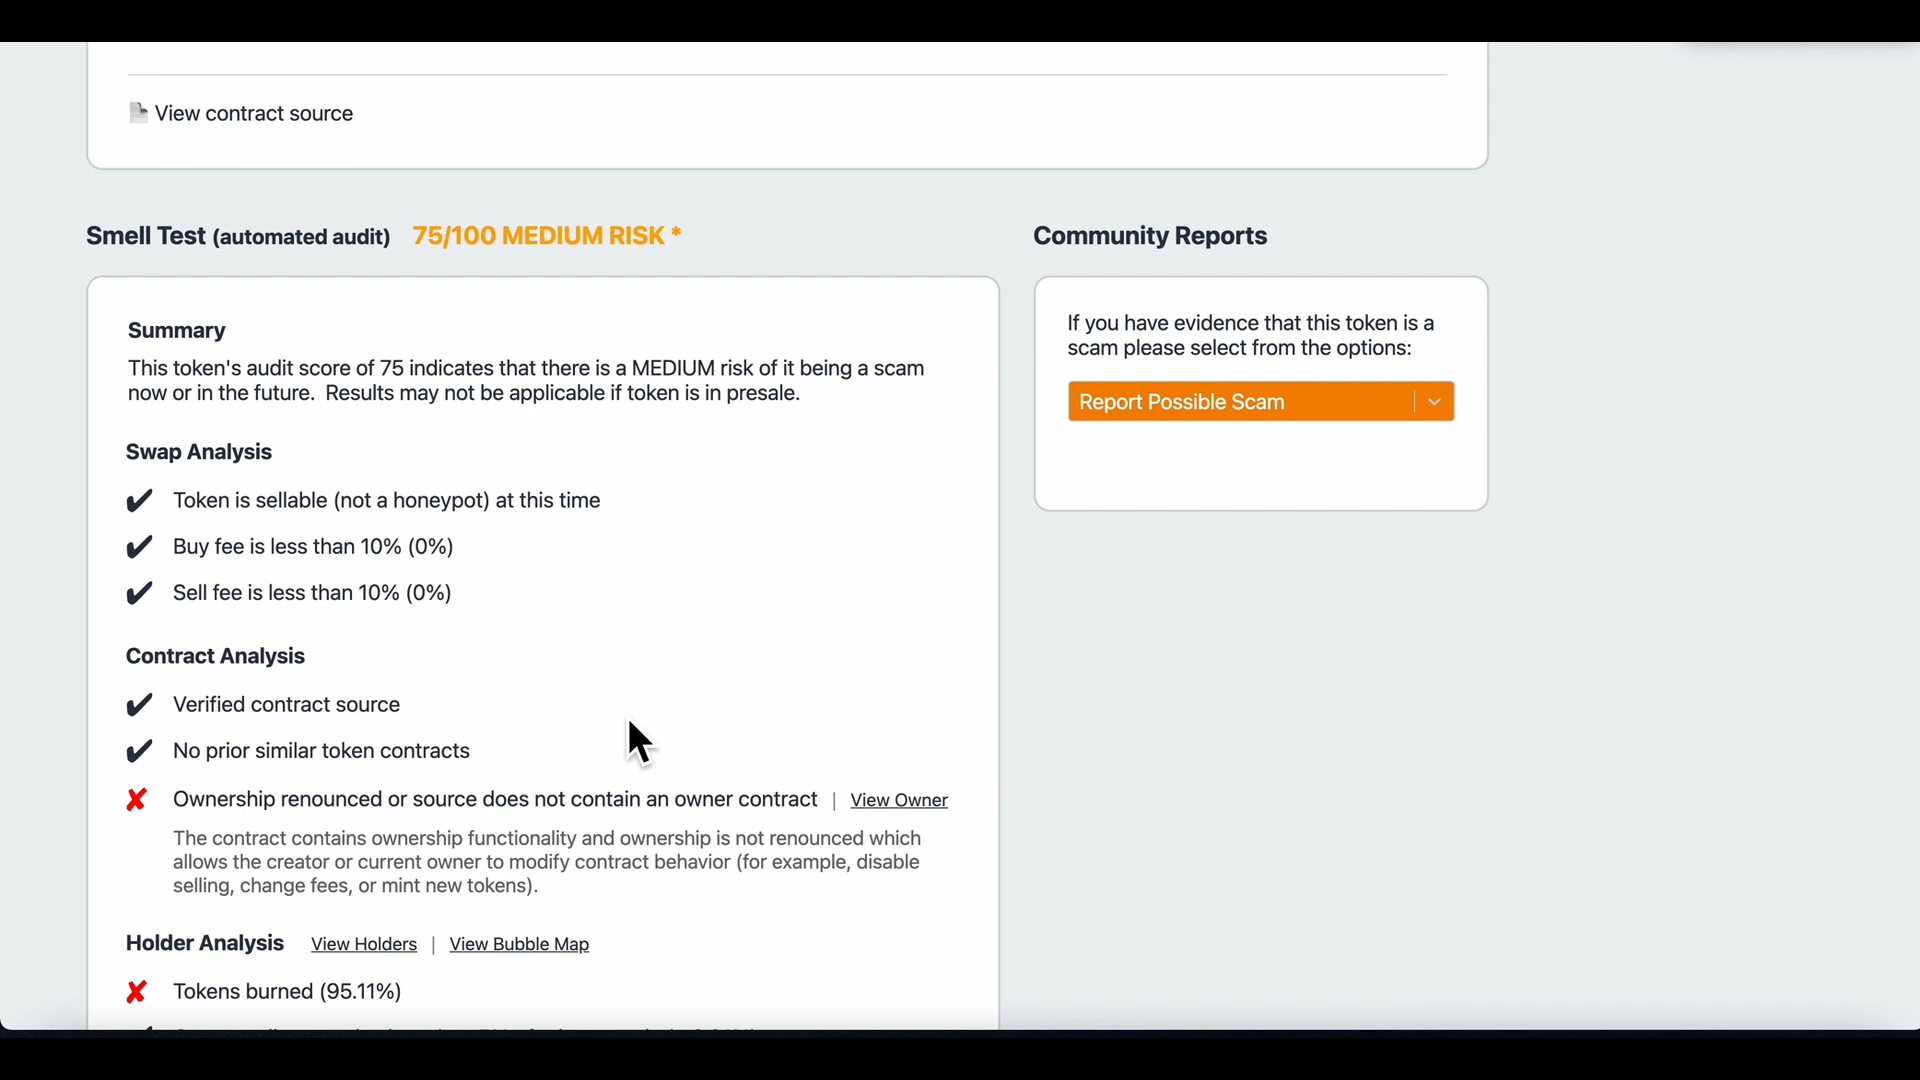 View contract source
Smell Test (automated audit) 75/100 MEDIUM RISK *
Community Reports
Summary
This token's audit score of 75 indicates that there is a MEDIUM risk of it being a scam
now or in the future. Results may not be applicable if token is in presale.
If you have evidence that this token is a
scam please select from the options:
Report Possible Scam
Swap Analysis
✔ Token is sellable (not a honeypot) at this time
✔ Buy fee is less than 10% (0%)
✔ Sell fee is less than 10% (0%)
Contract Analysis
✔ Verified contract source
✔ No prior similar token contracts
✘ Ownership renounced or source does not contain an owner contract | View Owner
The contract contains ownership functionality and ownership is not renounced which
allows the creator or current owner to modify contract behavior (for example, disable
selling, change fees, or mint new tokens).
Holder Analysis View Holders | View Bubble Map
✘ Tokens burned (95.11%)